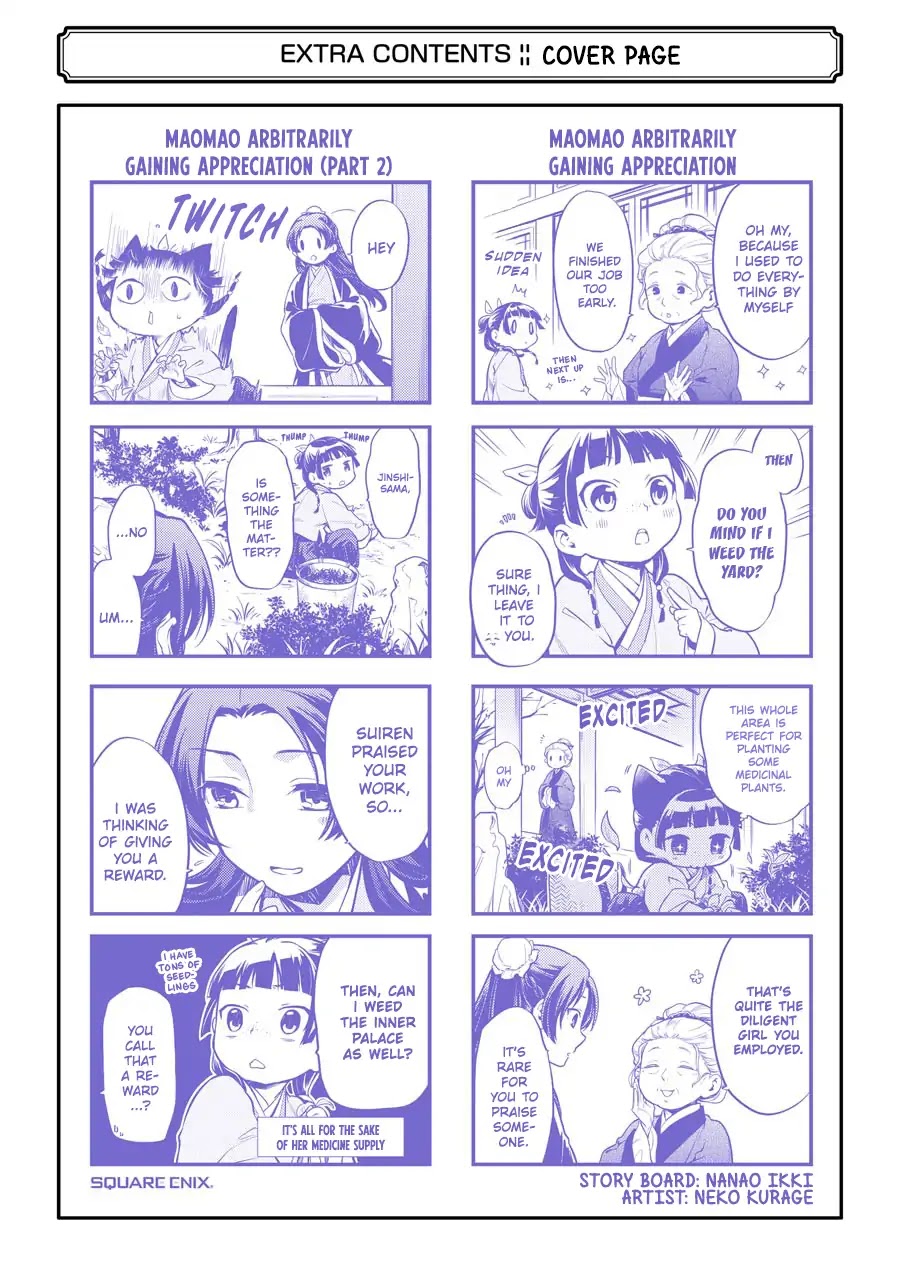 EXTRA CONTENTS :: COVER PAGE
MAOMAO ARBITRARILY
GAINING APPRECIATION
OH MY,
BECAUSE
I USED
TO DO
EVERY-
THING BY
MYSELF
WE
FINISHED
OUR JOB
TOO
EARLY.
SUDDEN
IDEA
THEN
NEXT UP
IS...
THEN
DO YOU
MIND IF I
WEED THE
YARD?
SURE
THING, I
LEAVE
IT TO
YOU.
THIS WHOLE
AREA IS
PERFECT FOR
PLANTING
SOME
MEDICINAL
PLANTS.
EXCITED
OH
MY
EXCITED
THAT'S
QUITE THE
DILIGENT
GIRL YOU
EMPLOYED.
IT'S
RARE
FOR YOU
TO
PRAISE
SOME-
ONE.
MAOMAO ARBITRARILY
GAINING APPRECIATION (PART 2)
HEY
TWITCH
THUMP THUMP
JINSHI-
SAMA,
IS
SOME-
THING
THE
MAT-
TER??
...NO
UM...
SUIREN
PRAISED
YOUR
WORK,
SO...
I WAS
THINKING
OF GIVING
YOU A
REWARD.
THEN, CAN
I WEED
THE INNER
PALACE
AS WELL?
I HAVE
TONS OF
SEED-
LINGS
YOU
CALL
THAT
A RE-
WARD
...?
IT'S ALL FOR THE SAKE
OF HER MEDICINE SUPPLY
SQUARE ENIX.
STORY BOARD: NANAO IKKI
ARTIST: NEKO KURAGE